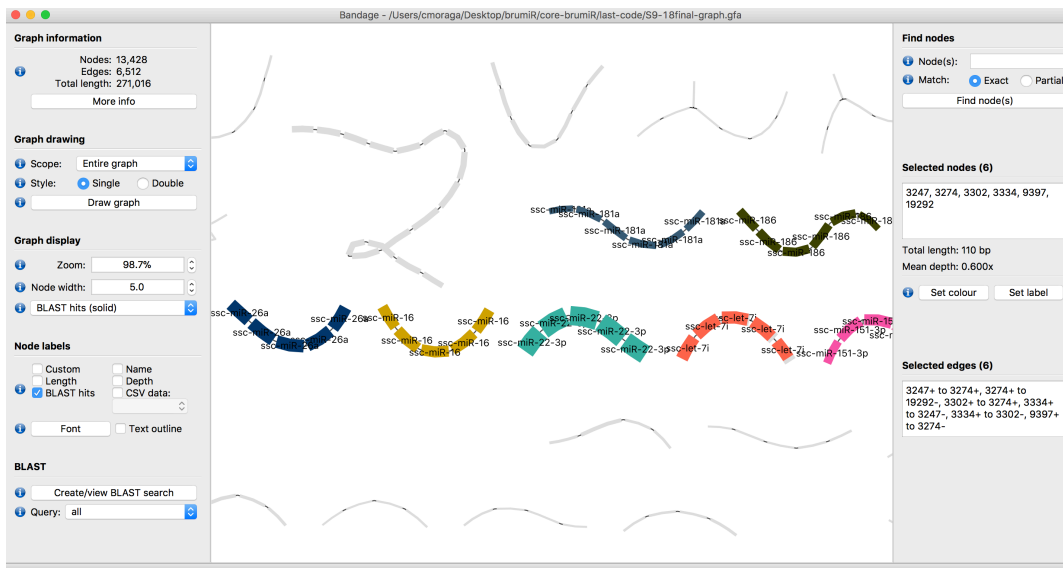 Bandage - /Users/cmoraga/Desktop/brumiR/core-brumiR/last-code/S9-18final-graph.gfa
Graph information
Nodes: 13,428
Edges: 6,512
Total length: 271,016
More info
Graph drawing
Scope: Entire graph
Style: Single Double
Draw graph
Graph display
Zoom: 98.7%
Node width: 5.0
BLAST hits (solid)
Node labels
Custom Name
Length Depth
BLAST hits CSV data:
Font Text outline
BLAST
Create/view BLAST search
Query: all
ssc-miR-181a
ssc-miR-181a
ssc-miR-181a
ssc-miR-186
ssc-miR-186
ssc-miR-186
ssc-miR-26a
ssc-miR-16
ssc-miR-16
ssc-miR-16
ssc-miR-16
ssc-miR-22-3p
ssc-miR-22-3p
ssc-miR-22-3p
ssc-let-7i
ssc-let-7i
ssc-let-7i
ssc-let-7i
ssc-let-7i
ssc-miR-151-3p
ssc-miR-151-3p
Find nodes
Node(s):
Match: Exact Partial
Find node(s)
Selected nodes (6)
3247, 3274, 3302, 3334, 9397,
19292
Total length: 110 bp
Mean depth: 0.600x
Set colour Set label
Selected edges (6)
3247+ to 3274+, 3274+ to
19292-, 3302+ to 3274+, 3334+
to 3247-, 3334+ to 3302-, 9397+
to 3274-